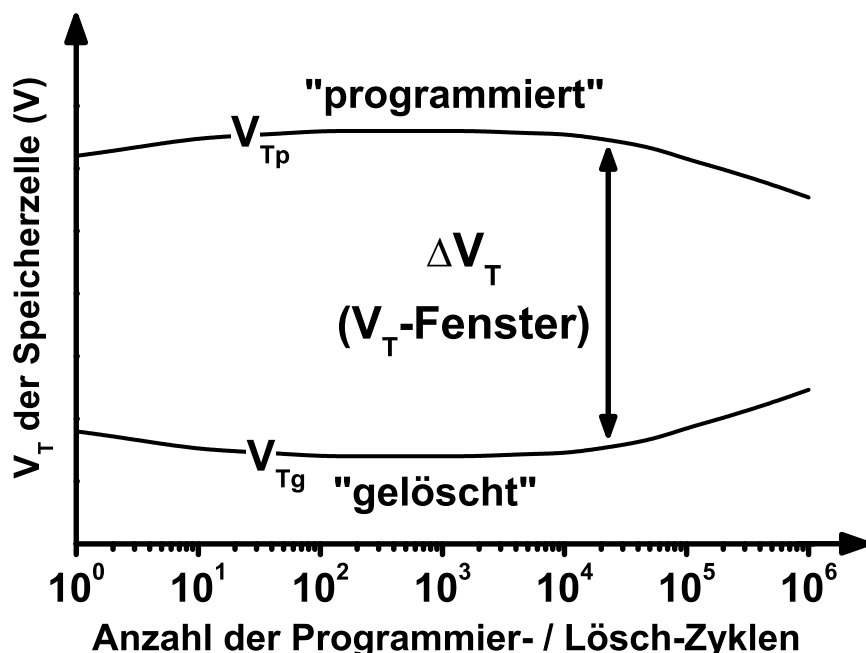 V_T der Speicherzelle (V)
"programmiert"
V_Tp
ΔV_T
(V_T-Fenster)
V_Tg
"gelöscht"
10^0 10^1 10^2 10^3 10^4 10^5 10^6
Anzahl der Programmier- / Lösch-Zyklen